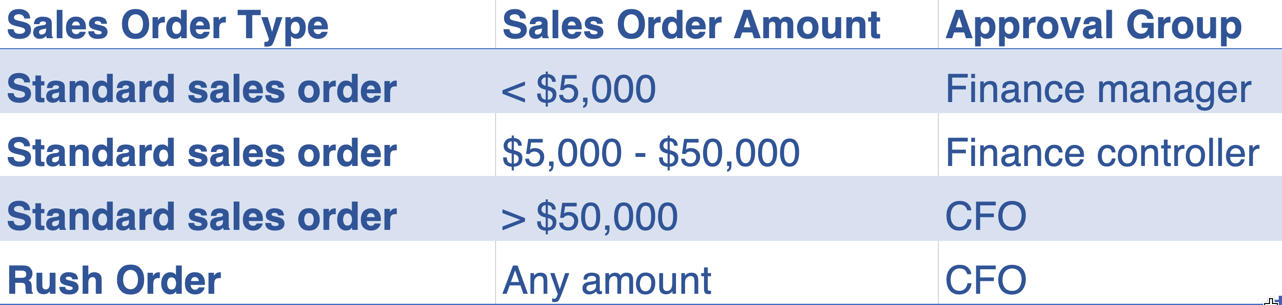 Sales Order Type Sales Order Amount Approval Group
Standard sales order < $5,000 Finance manager
Standard sales order $5,000 - $50,000 Finance controller
Standard sales order > $50,000 CFO
Rush Order Any amount CFO